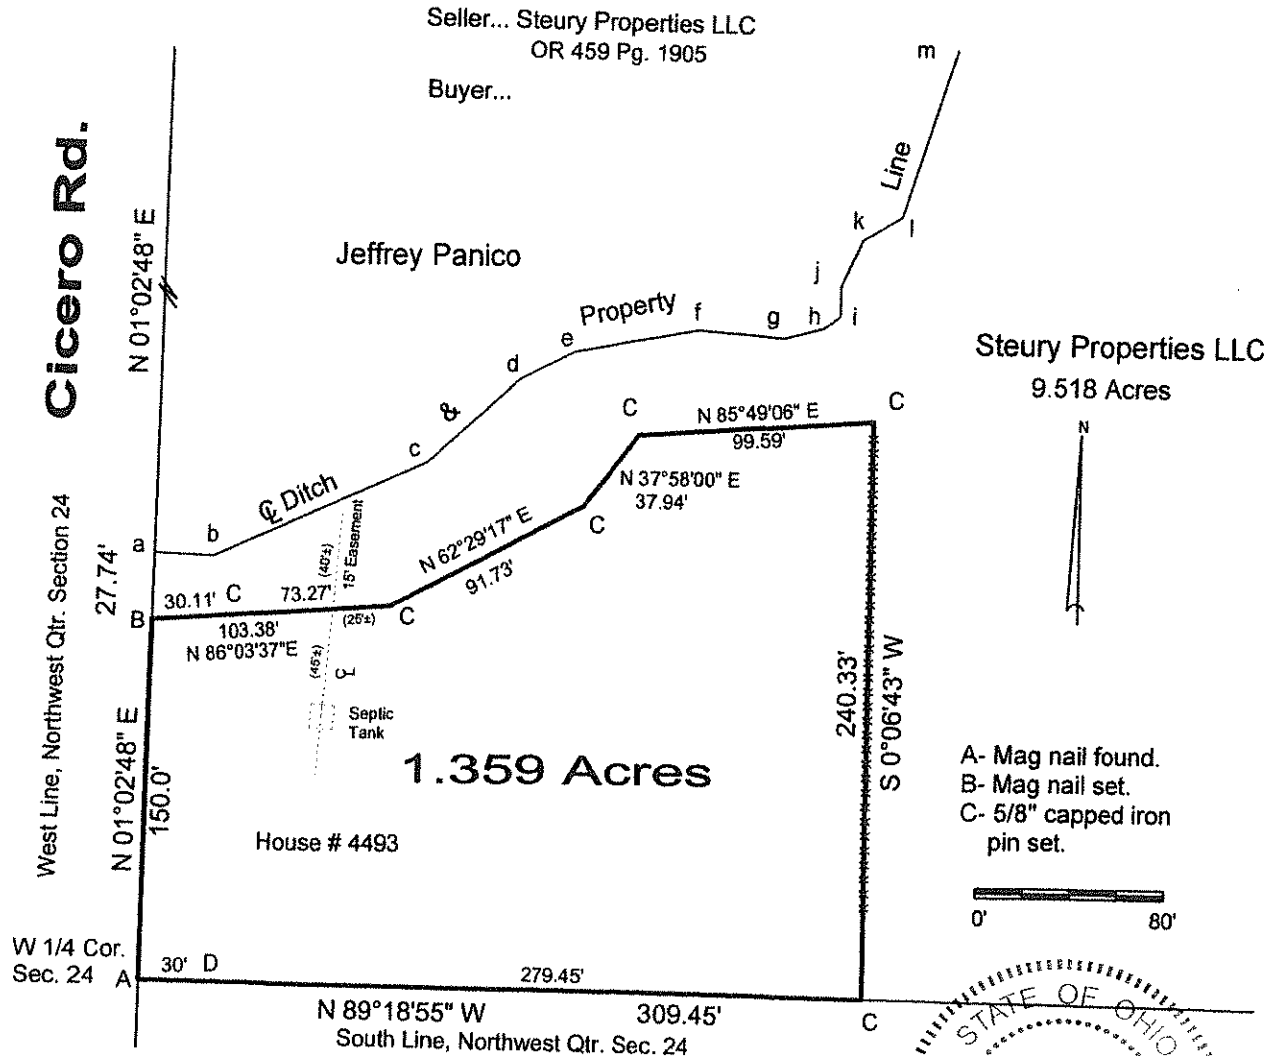 Seller... Steury Properties LLC
OR 459 Pg. 1905
Buyer...
m
Line
Cicero Rd.
N 01°02'48" E
k
l
Jeffrey Panico
j
Property
f
g
h
i
e
d
Steury Properties LLC
9.518 Acres
&
C
N 85°49'06" E
C
99.59'
N
c
N 37°58'00" E
37.94'
West Line, Northwest Qtr. Section 24
℄ Ditch
b
a
C
N 62°29'17" E
91.73'
27.74'
(40'±)
15' Easement
30.11'
C
73.27'
B
103.38'
(25'±)
C
N 86°03'37"E
(45'±)
Septic
Tank
240.33'
S 0°06'43" W
1.359 Acres
N 01°02'48" E
150.0'
A- Mag nail found.
B- Mag nail set.
C- 5/8" capped iron
pin set.
House # 4493
0'
80'
W 1/4 Cor.
Sec. 24
A
30'
D
279.45'
N 89°18'55" W
309.45'
C
South Line, Northwest Qtr. Sec. 24
STATE OF OHIO